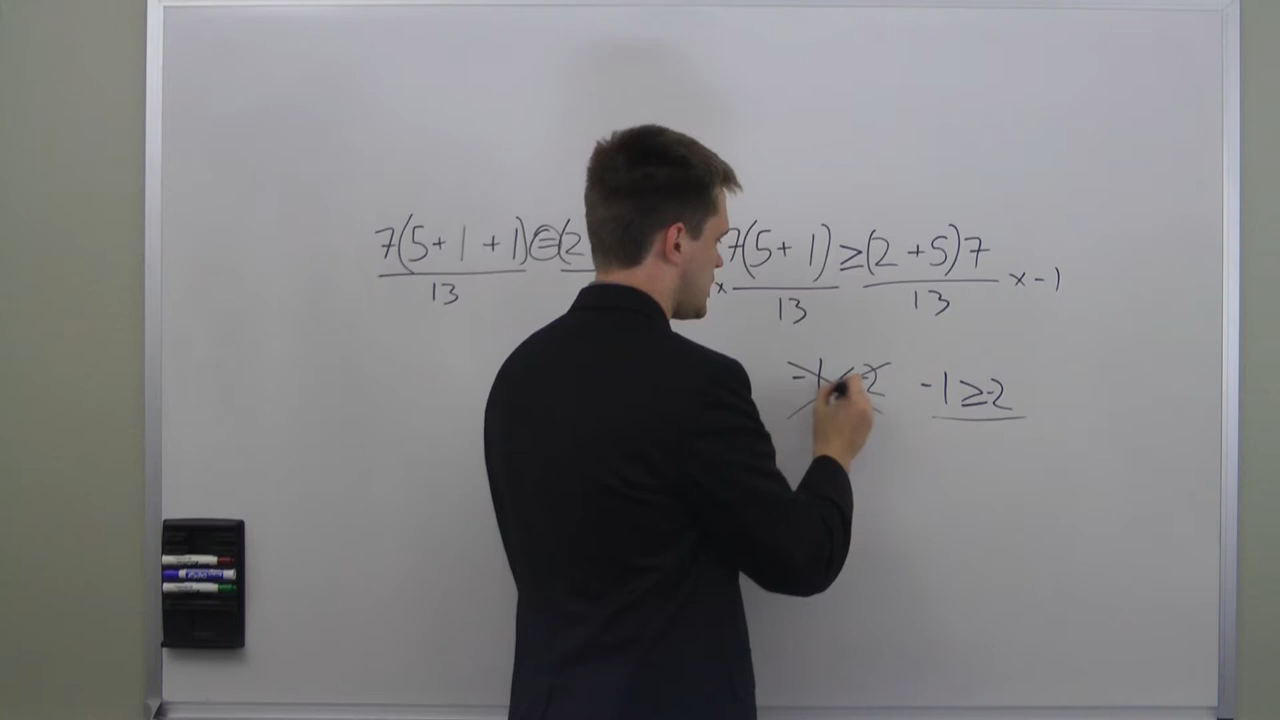 7(5+1+1)=(2 7(5+1)≥(2+5)7
13 x 13 13 x-1
-1 -2 -1≥-2